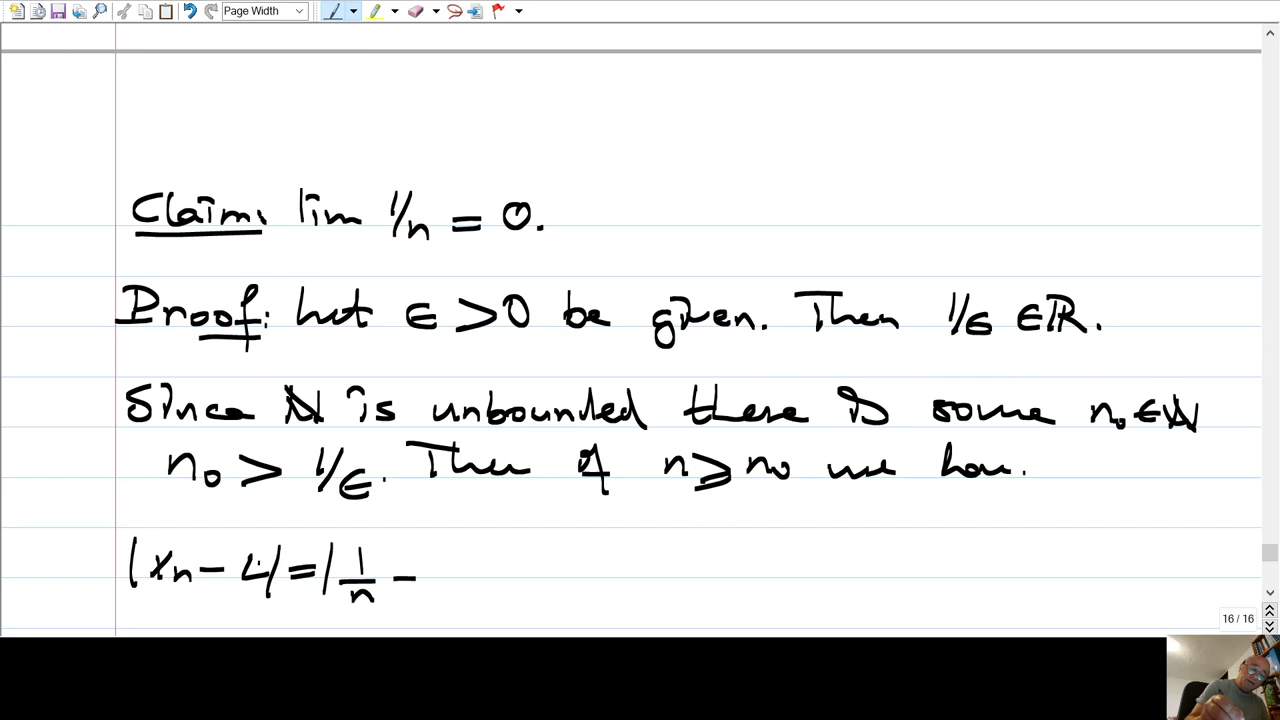 Page Width
Claim: lim 1/n = 0.
Proof: Let ϵ > 0 be given. Then 1/ϵ ∈ ℝ.
Since ℕ is unbounded there is some n₀ ∈ ℕ
n₀ > 1/ϵ. Then if n ⩾ n₀ we have.
|xₙ - L| = | 1/n -
16 / 16